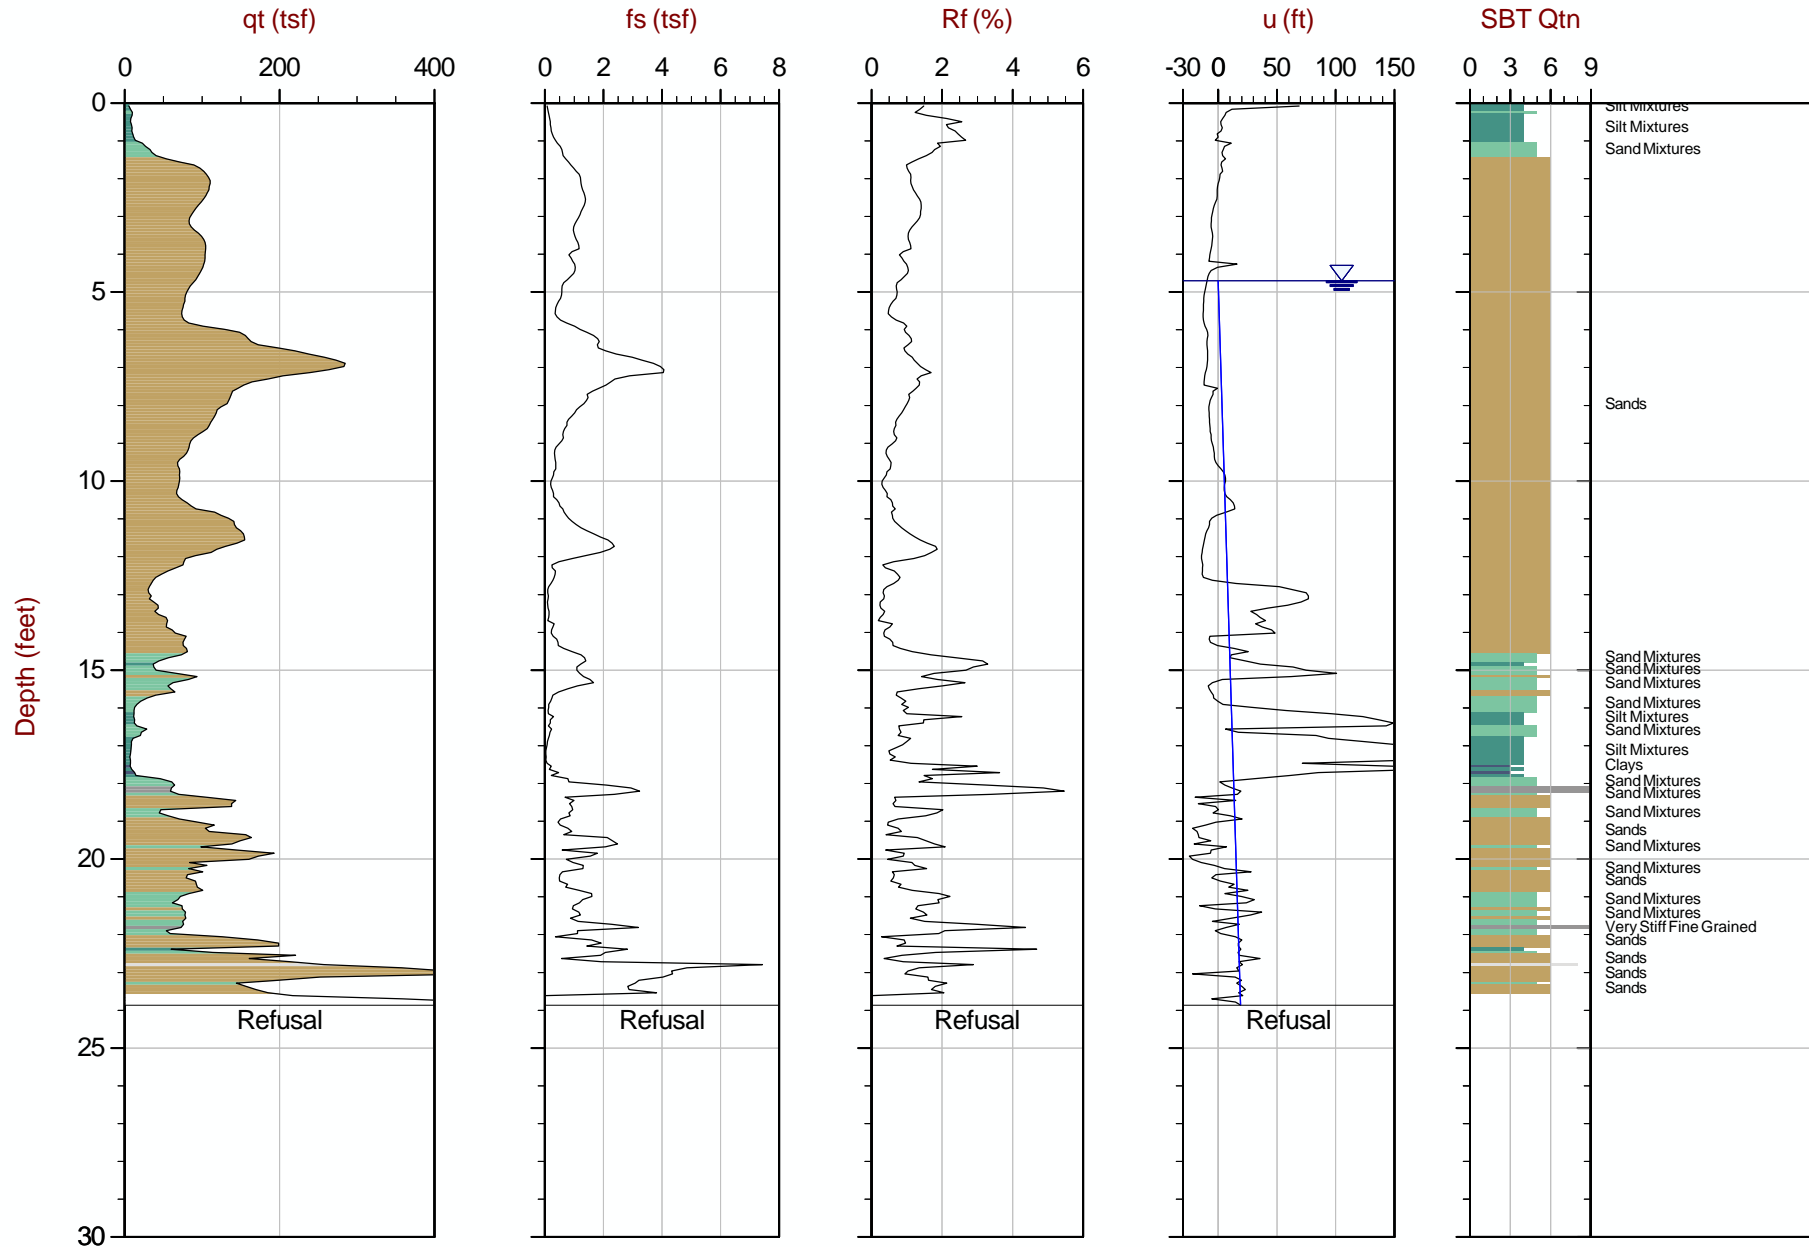 qt (tsf)
fs (tsf)
Rf (%)
u (ft)
SBT Qtn
0 200 400
0 2 4 6 8
0 2 4 6
-30 0 50 100 150
0 3 6 9
Depth (feet)
0
5
10
15
20
25
30
Silt Mixtures
Silt Mixtures
Sand Mixtures
Sands
Sand Mixtures
Sand Mixtures
Sand Mixtures
Sand Mixtures
Silt Mixtures
Sand Mixtures
Silt Mixtures
Clays
Sand Mixtures
Sand Mixtures
Sand Mixtures
Sands
Sand Mixtures
Sand Mixtures
Sands
Sand Mixtures
Sand Mixtures
Very Stiff Fine Grained
Sands
Sands
Sands
Sands
Refusal
Refusal
Refusal
Refusal